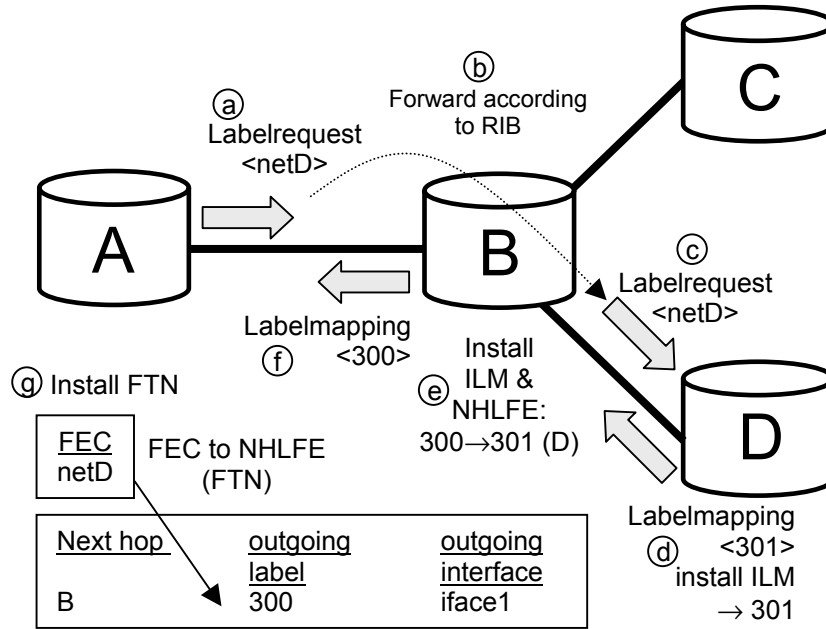 C
b
Forward according
to RIB
a
Labelrequest
<netD>
A
B
c
Labelrequest
<netD>
Labelmapping
<300>
f
Install
ILM &
NHLFE:
300→301 (D)
e
D
Labelmapping
<301>
d
install ILM
→ 301
g Install FTN
FEC
netD
FEC to NHLFE
(FTN)
Next hop outgoing outgoing
label interface
B 300 iface1